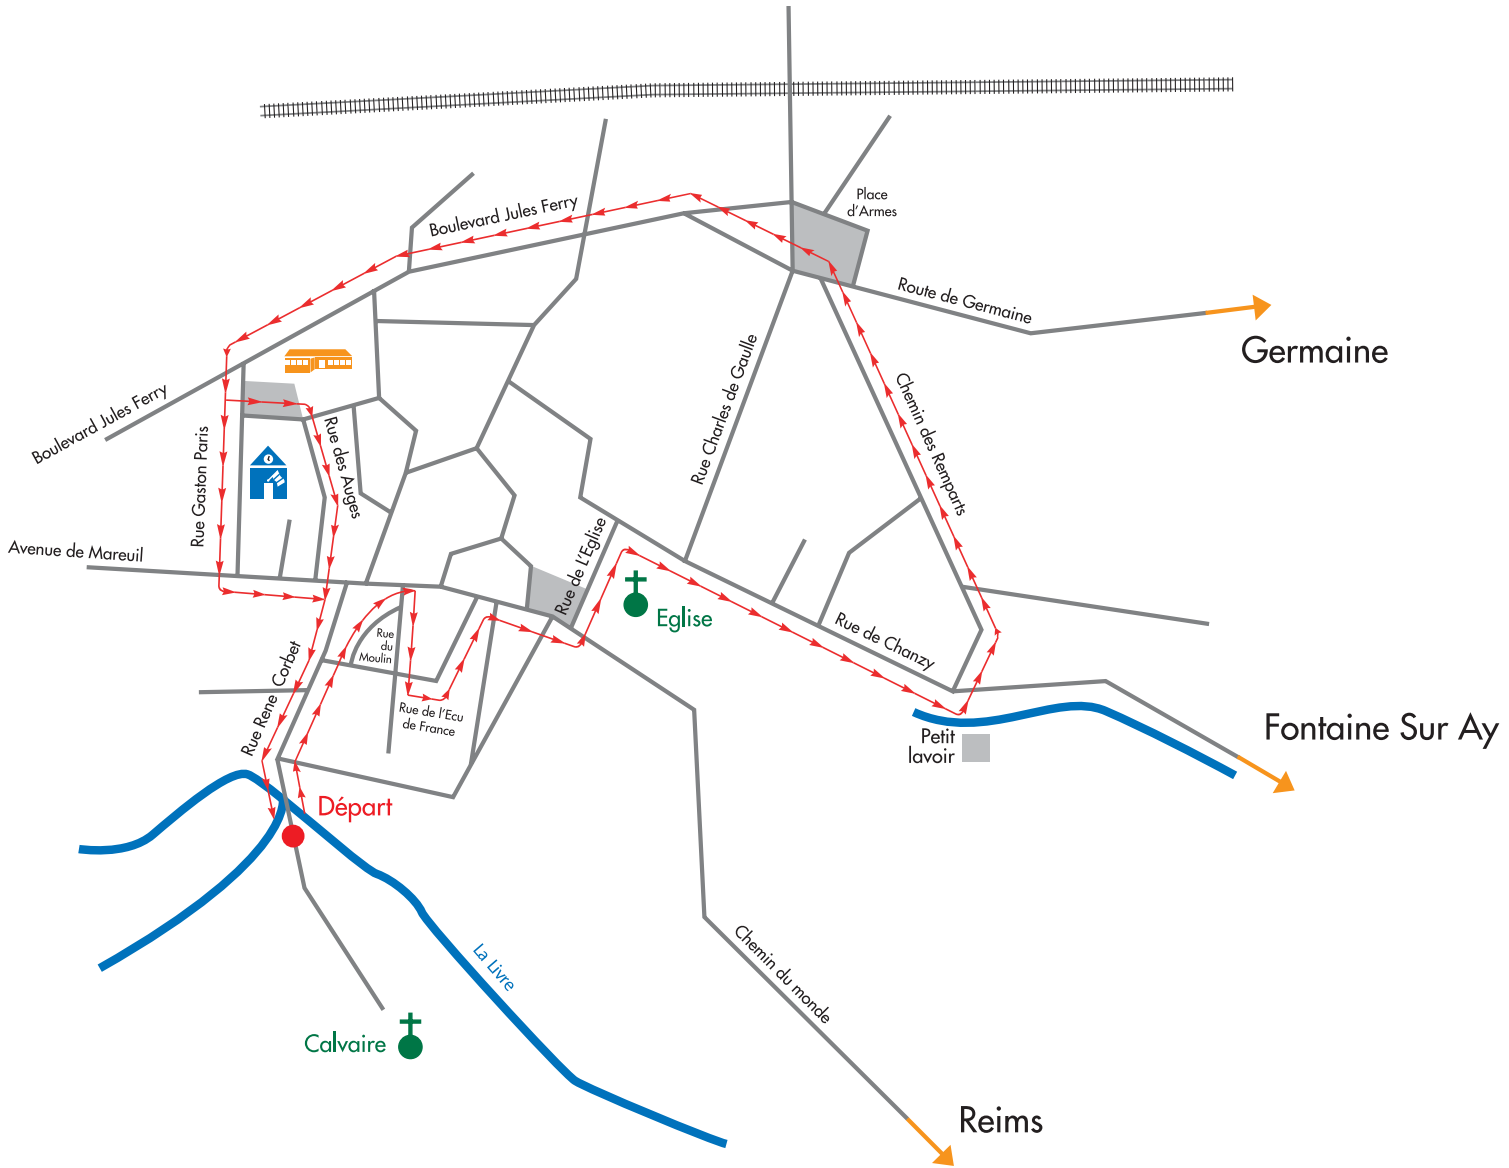 Place
d'Armes
Boulevard Jules Ferry
Route de Germaine
Germaine
Rue Charles de Gaulle
Chemin des Remparts
Boulevard Jules Ferry
Rue Gaston Paris
Rue des Auges
Avenue de Mareuil
Rue de L'Eglise
Eglise
Rue
du
Moulin
Rue de Chanzy
Rue Rene Corbet
Rue de l'Ecu
de France
Petit
lavoir
Fontaine Sur Ay
Départ
La Livre
Chemin du monde
Calvaire
Reims